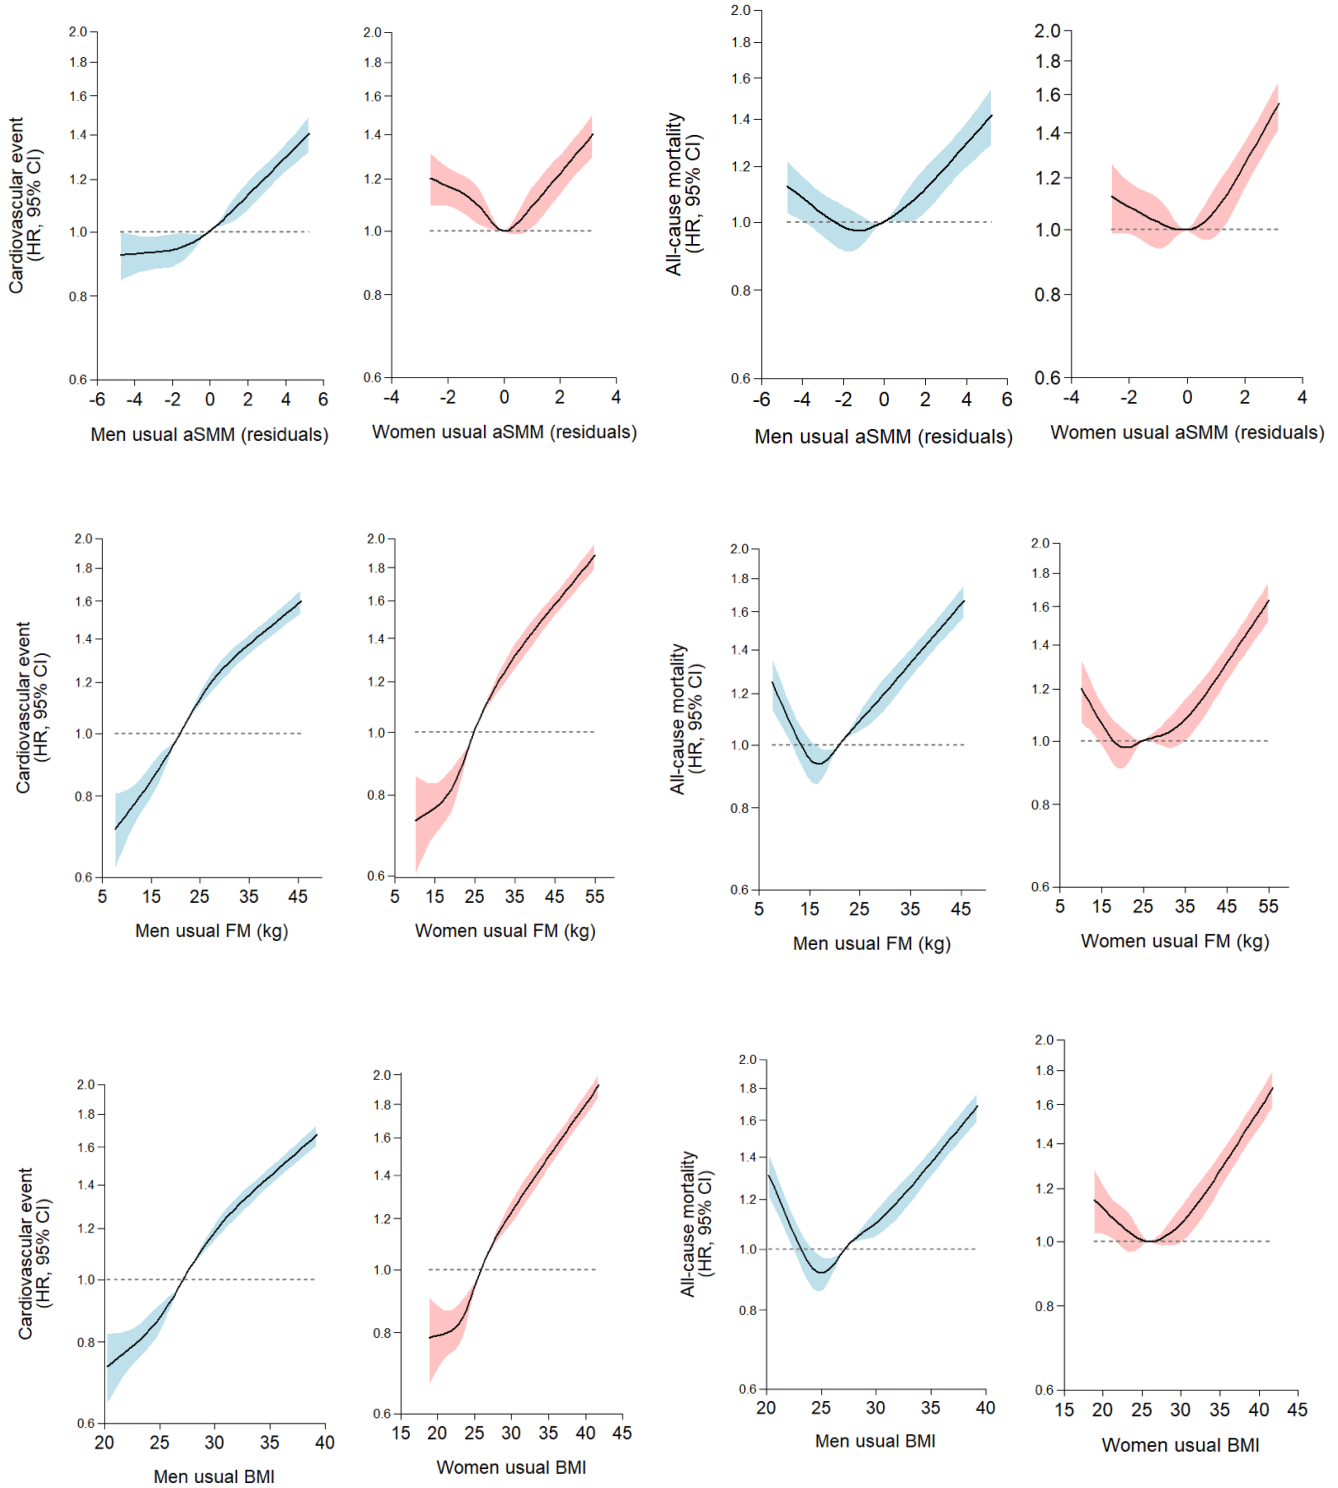 Cardiovascular event
(HR, 95% CI)
2.0
1.8
1.6
1.4
1.2
1.0
0.8
0.6
-6 -4 -2 0 2 4 6
Men usual aSMM (residuals)
2.0
1.8
1.6
1.4
1.2
1.0
0.8
0.6
-4 -2 0 2 4
Women usual aSMM (residuals)
All-cause mortality
(HR, 95% CI)
2.0
1.8
1.6
1.4
1.2
1.0
0.8
0.6
-6 -4 -2 0 2 4 6
Men usual aSMM (residuals)
2.0
1.8
1.6
1.4
1.2
1.0
0.8
0.6
-4 -2 0 2 4
Women usual aSMM (residuals)
Cardiovascular event
(HR, 95% CI)
2.0
1.8
1.6
1.4
1.2
1.0
0.8
0.6
5 15 25 35 45
Men usual FM (kg)
2.0
1.8
1.6
1.4
1.2
1.0
0.8
0.6
5 15 25 35 45 55
Women usual FM (kg)
All-cause mortality
(HR, 95% CI)
2.0
1.8
1.6
1.4
1.2
1.0
0.8
0.6
5 15 25 35 45
Men usual FM (kg)
2.0
1.8
1.6
1.4
1.2
1.0
0.8
0.6
5 15 25 35 45 55
Women usual FM (kg)
Cardiovascular event
(HR, 95% CI)
2.0
1.8
1.6
1.4
1.2
1.0
0.8
0.6
20 25 30 35 40
Men usual BMI
2.0
1.8
1.6
1.4
1.2
1.0
0.8
0.6
15 20 25 30 35 40 45
Women usual BMI
All-cause mortality
(HR, 95% CI)
2.0
1.8
1.6
1.4
1.2
1.0
0.8
0.6
20 25 30 35 40
Men usual BMI
2.0
1.8
1.6
1.4
1.2
1.0
0.8
0.6
15 20 25 30 35 40 45
Women usual BMI